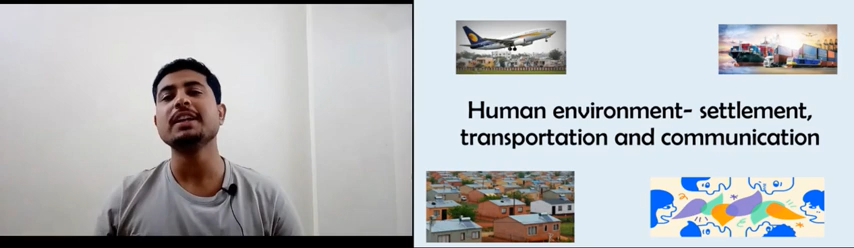 Human environment- settlement,
transportation and communication